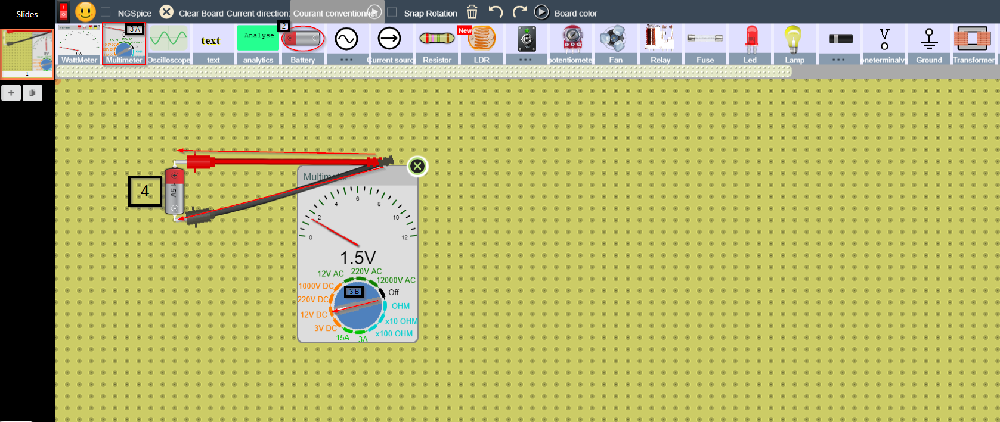 Slides
NGSpice
Clear Board
Current direction:
Courant conventionnel
Snap Rotation
Board color
3 A
2
Analyse
text
New
V
WattMeter
Multimeter
Oscilloscope
text
analytics
Battery
...
Current sourc
Resistor
LDR
...
potentiomete
Fan
Relay
Fuse
Led
Lamp
...
oneterminalv
Ground
Transformer
1
4
1.5V
Multimeter
0
2
4
6
8
10
12
1.5V
12V AC
220V AC
12000V AC
1000V DC
3 B
Off
220V DC
OHM
12V DC
x10 OHM
3V DC
x100 OHM
15A
3A